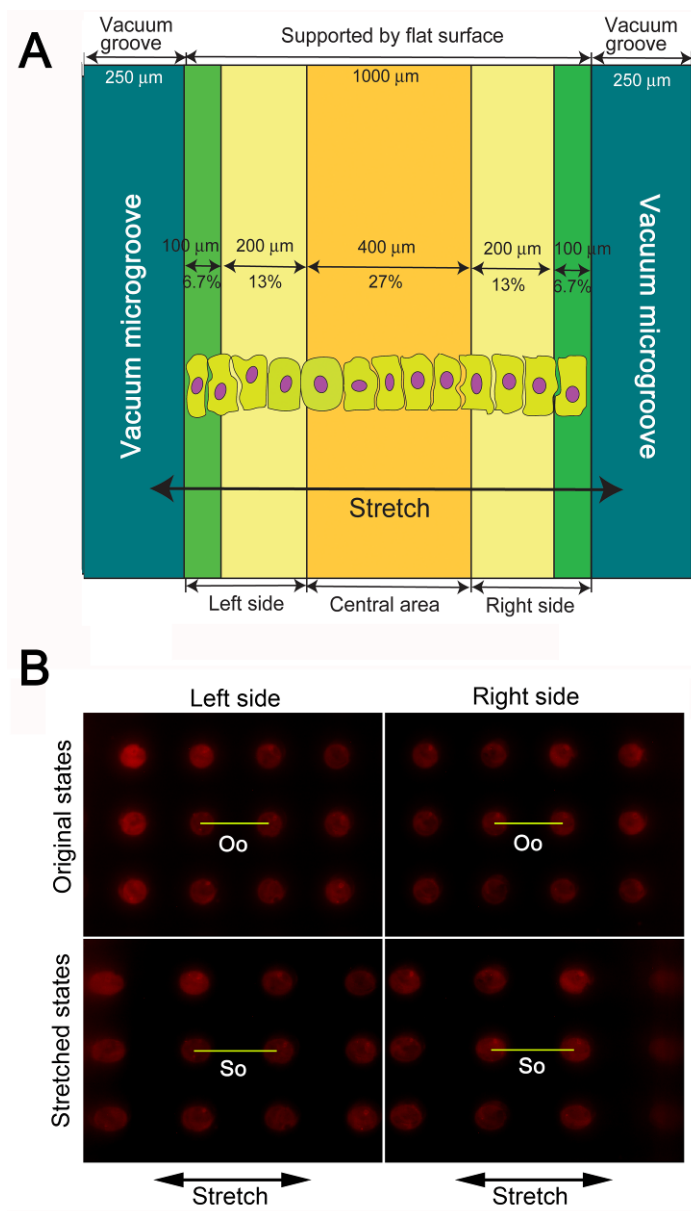 A
Vacuum
groove
Supported by flat surface
Vacuum
groove
250 μm
1000 μm
250 μm
Vacuum microgroove
100 μm
200 μm
400 μm
200 μm
100 μm
6.7%
13%
27%
13%
6.7%
Vacuum microgroove
Stretch
Left side
Central area
Right side
B
Left side
Right side
Original states
Oo
Oo
Stretched states
So
So
Stretch
Stretch